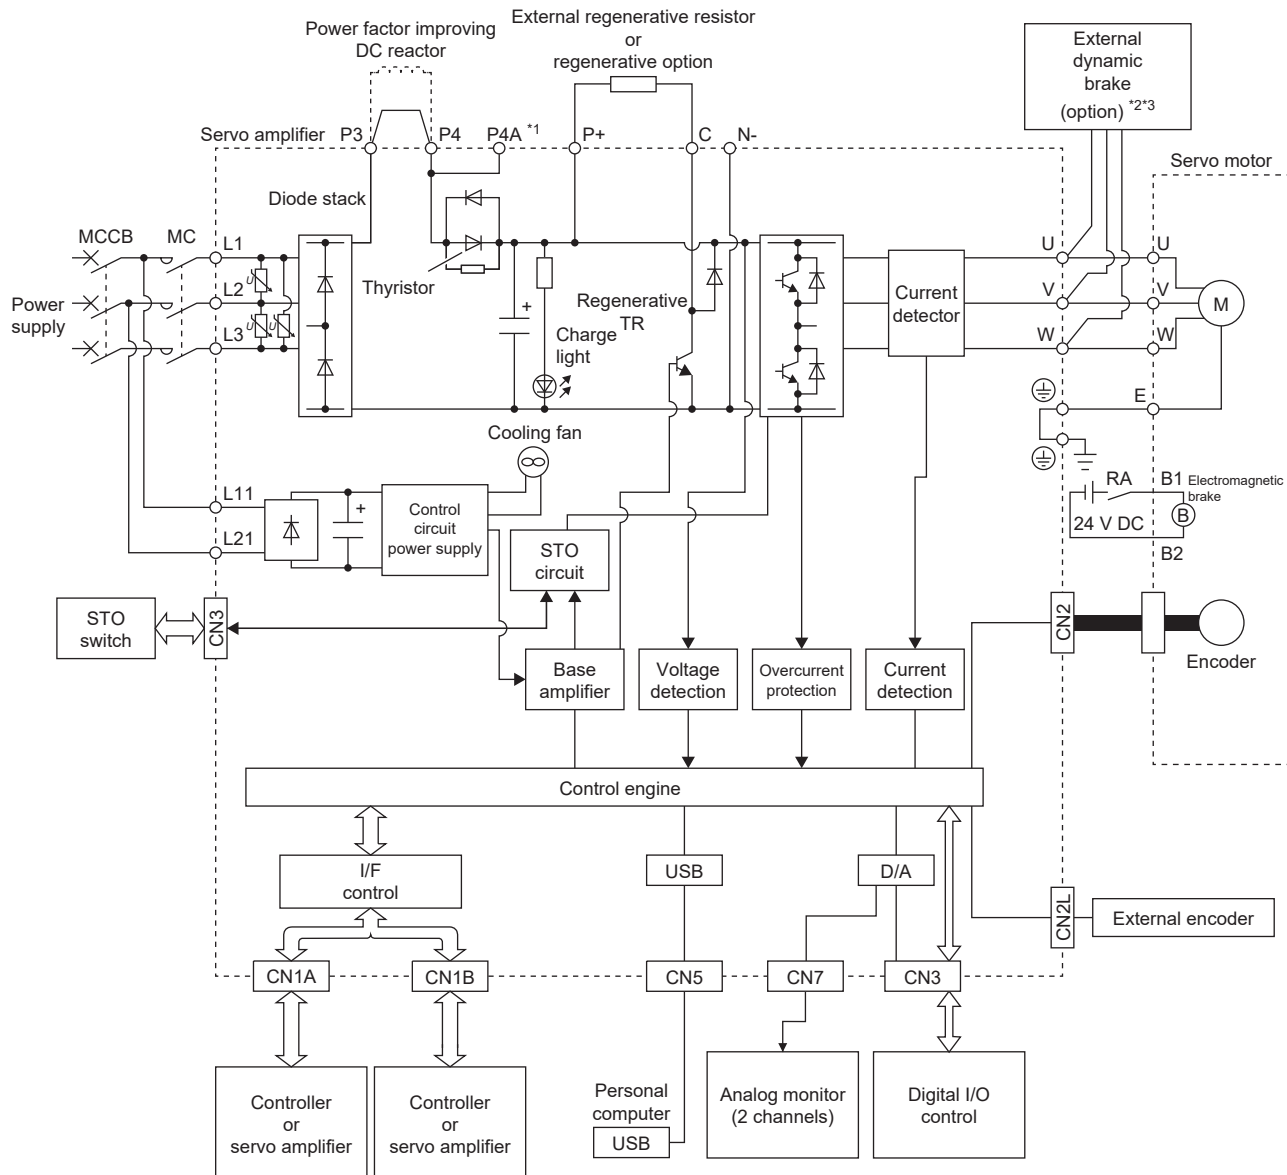 External regenerative resistor
or
regenerative option
Power factor improving
DC reactor
External
dynamic
brake
(option) *2*3
Servo amplifier
P3
P4
P4A *1
P+
C
N-
Servo motor
Diode stack
MCCB
MC
L1
L2
L3
Power
supply
U
U
U
Thyristor
+
Charge
light
Regenerative
TR
Current
detector
U
V
W
U
V
W
M
E
Cooling fan
L11
L21
+
Control
circuit
power supply
STO
circuit
RA
24 V DC
B1
Electromagnetic
brake
B
B2
STO
switch
CN3
CN2
Encoder
Base
amplifier
Voltage
detection
Overcurrent
protection
Current
detection
Control engine
I/F
control
USB
D/A
CN2L
External encoder
CN1A
CN1B
CN5
CN7
CN3
Controller
or
servo amplifier
Controller
or
servo amplifier
Personal
computer
USB
Analog monitor
(2 channels)
Digital I/O
control